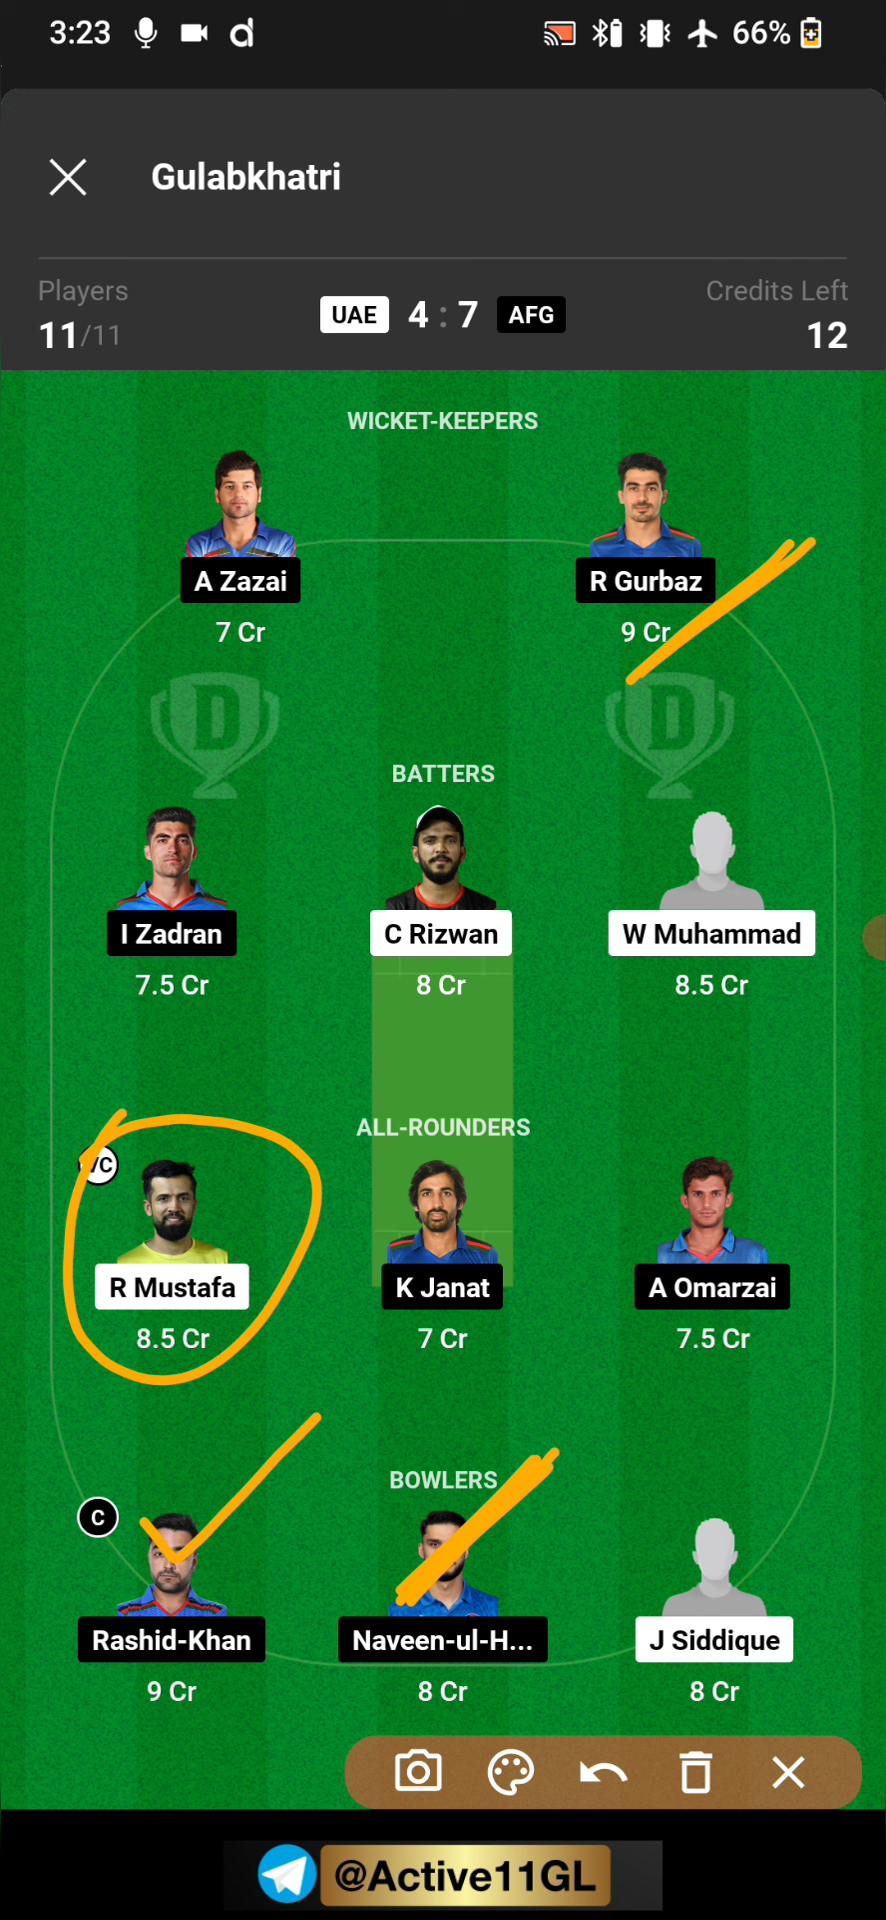 3:23 66%
Gulabkhatri
Players Credits Left
11/11 UAE 4 : 7 AFG 12
WICKET-KEEPERS
A Zazai R Gurbaz
7 Cr 9 Cr
BATTERS
I Zadran C Rizwan W Muhammad
7.5 Cr 8 Cr 8.5 Cr
ALL-ROUNDERS
VC
R Mustafa K Janat A Omarzai
8.5 Cr 7 Cr 7.5 Cr
BOWLERS
C
Rashid-Khan Naveen-ul-H... J Siddique
9 Cr 8 Cr 8 Cr
@Active11GL